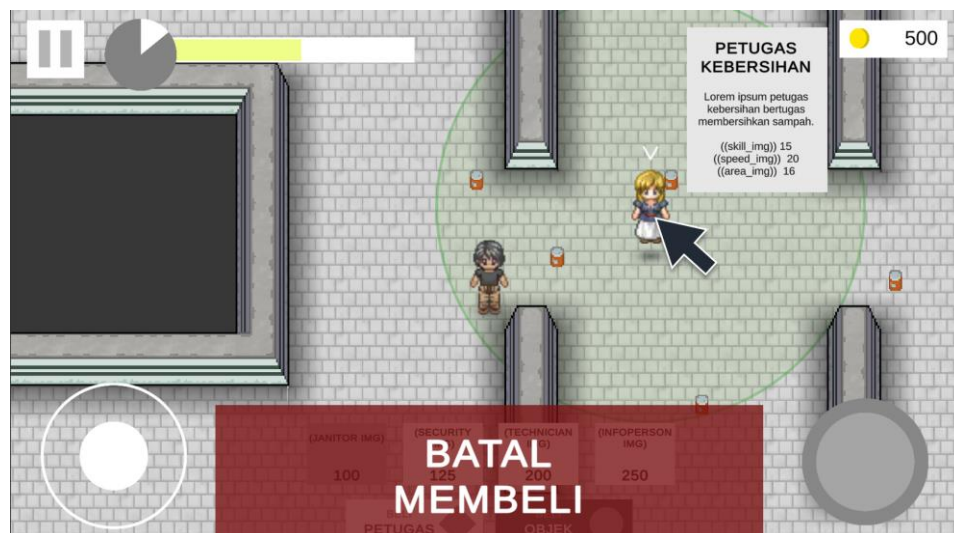 500
PETUGAS
KEBERSIHAN
Lorem ipsum petugas
kebersihan bertugas
membersihkan sampah.
((skill_img)) 15
((speed_img)) 20
((area_img)) 16
(JANITOR IMG)
100
(SECURITY
125
(TECHNICIAN
IMG)
200
(INFOPERSON
IMG)
250
BATAL
MEMBELI
PETUGAS
OBJEK